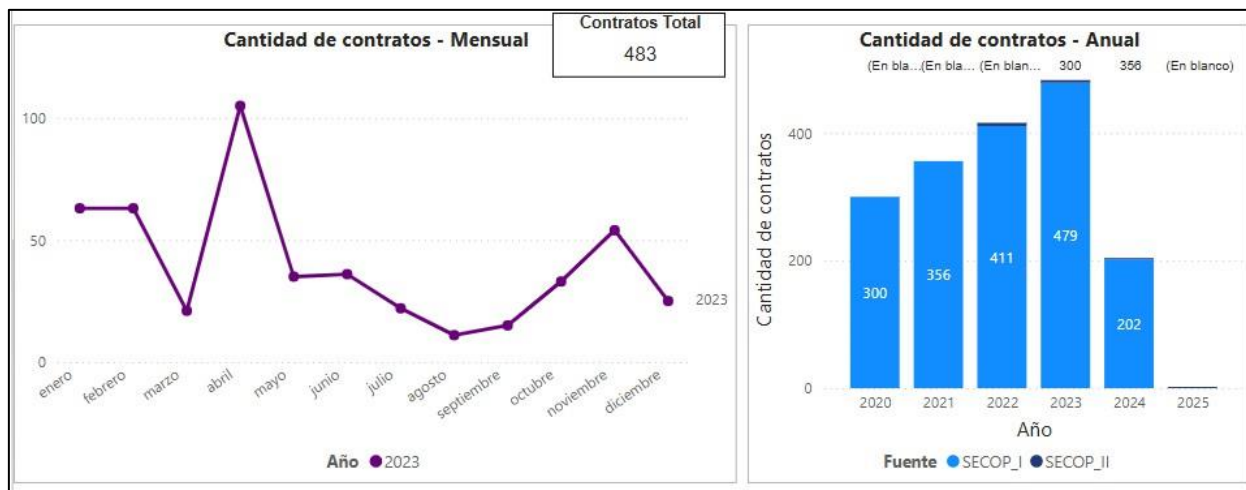 Cantidad de contratos - Mensual
Contratos Total
483
100
50
0
enero
febrero
marzo
abril
mayo
junio
julio
agosto
septiembre
octubre
noviembre
diciembre
2023
Año 2023
Cantidad de contratos - Anual
(En bla... (En bla... (En blan... 300 356 (En blanco)
Cantidad de contratos
400
200
0
300
356
411
479
202
2020 2021 2022 2023 2024 2025
Año
Fuente SECOP_I SECOP_II